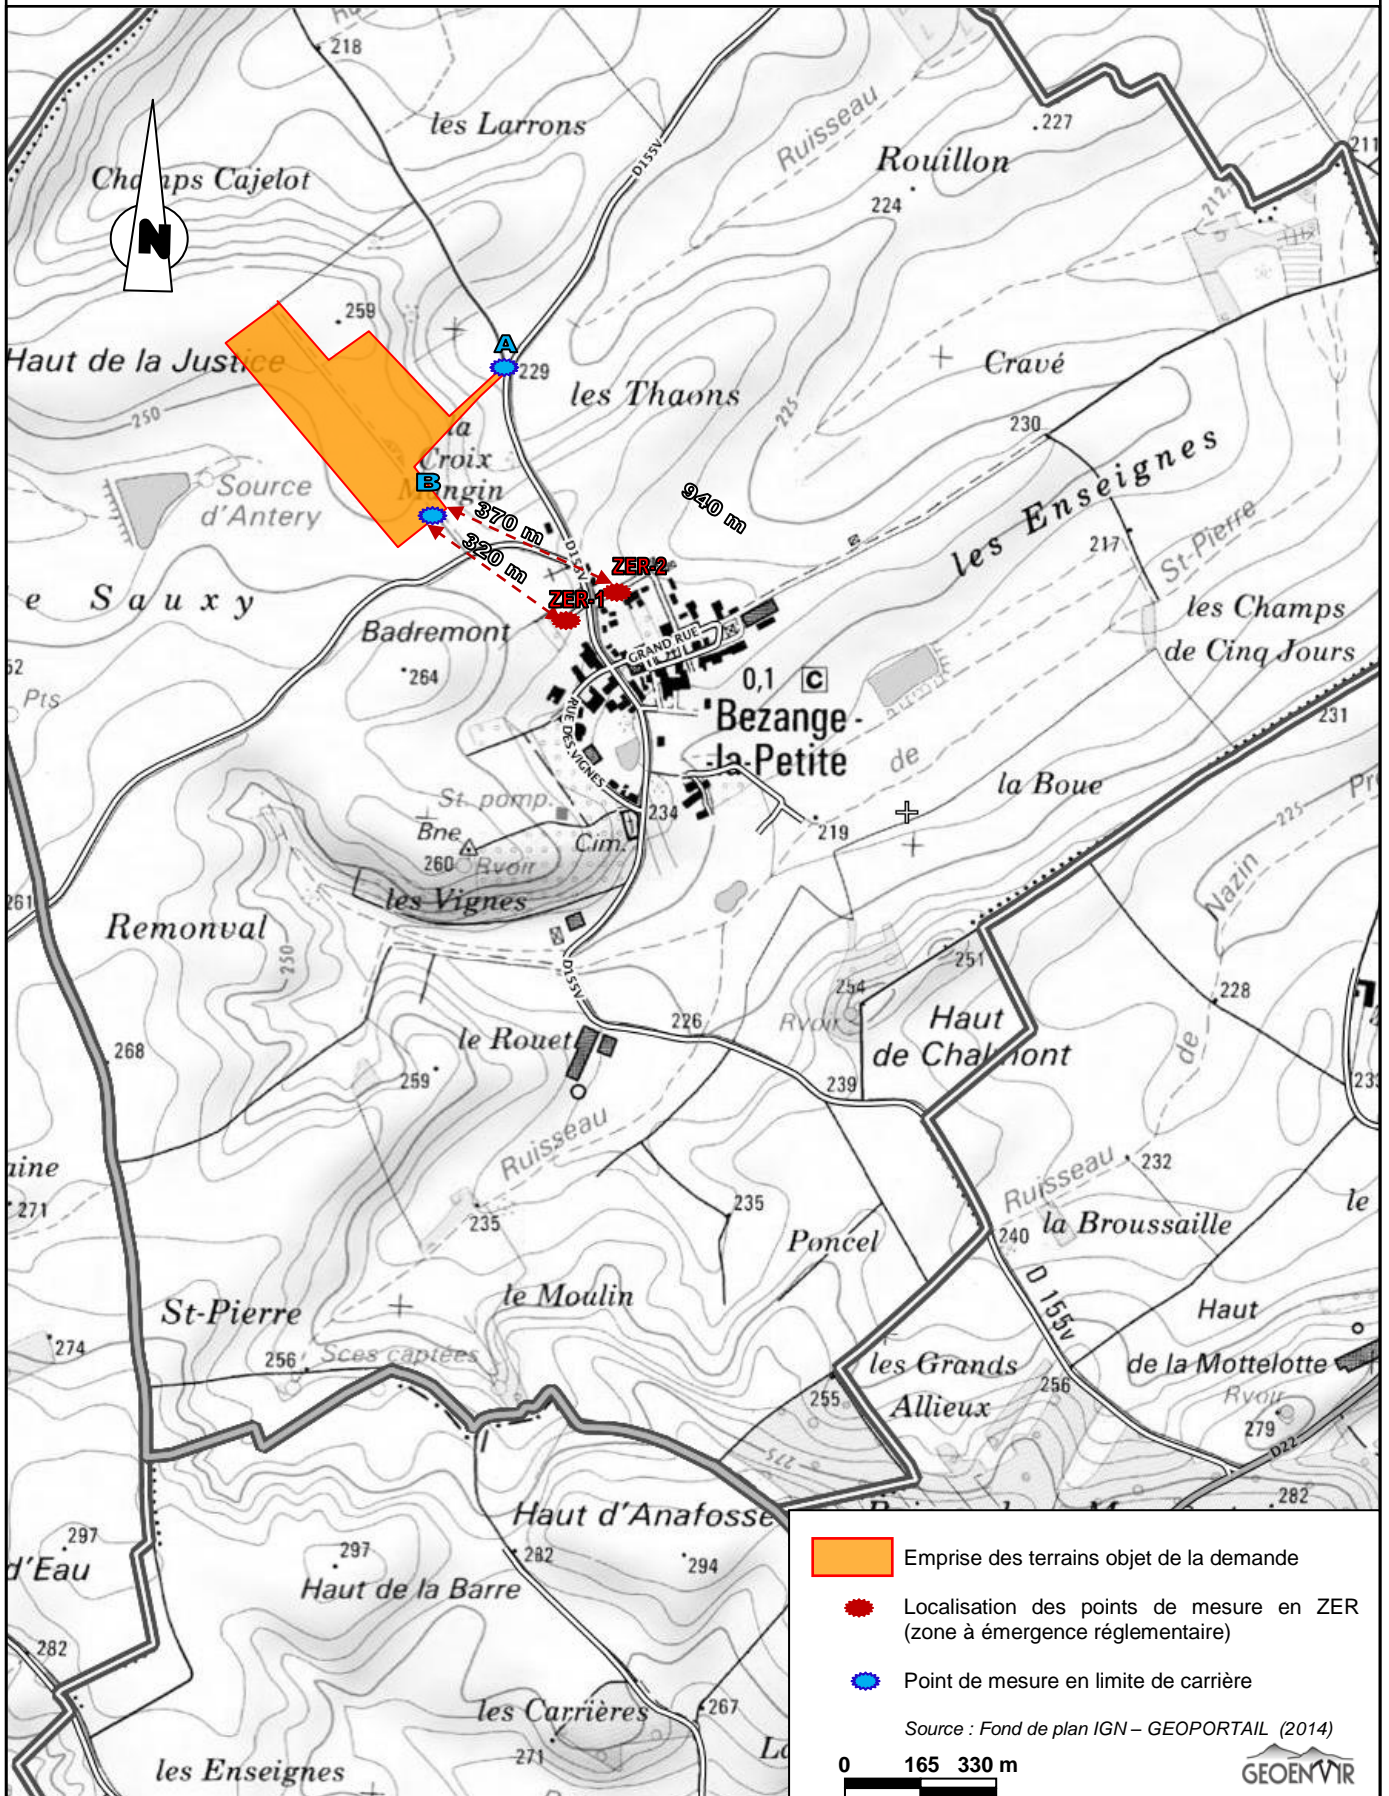 218
les Larrons
D155V
Ruisseau
227
Rouillon
224
211
212
Champs Cajelot
N
259
Haut de la Justice
A
229
les Thaons
Cravé
225
230
250
la
Croix
Mangin
B
Source
d'Antery
370 m
320 m
940 m
les Enseignes
217
St-Pierre
D155V
ZER-2
ZER-1
e Sauxy
Badremont
264
52
Pts
GRAND RUE
0,1 C
Bezange-
-la-Petite
RUE DES VIGNES
les Champs
de Cinq Jours
231
de
la Boue
225
St. pomp.
Bne
260
Rvoir
Cim.
234
219
les Vignes
261
Remonval
250
Nazin
251
254
Rvoir
228
D155V
226
le Rouet
Haut
de Chalmont
de
268
259
239
233
Ruisseau
aine
271
235
235
Poncel
Ruisseau
232
le
240
la Broussaille
D 155v
St-Pierre
le Moulin
Haut
de la Mottelotte
274
256
Sces captées
les Grands
Allieux
255
256
Rvoir
279
D22
275
282
Haut d'Anafosse
297
d'Eau
297
Haut de la Barre
282
294
282
les Carrières
271
267
les Enseignes
Emprise des terrains objet de la demande
Localisation des points de mesure en ZER
(zone à émergence réglementaire)
Point de mesure en limite de carrière
Source : Fond de plan IGN – GEOPORTAIL (2014)
0 165 330 m
GEOENVIR